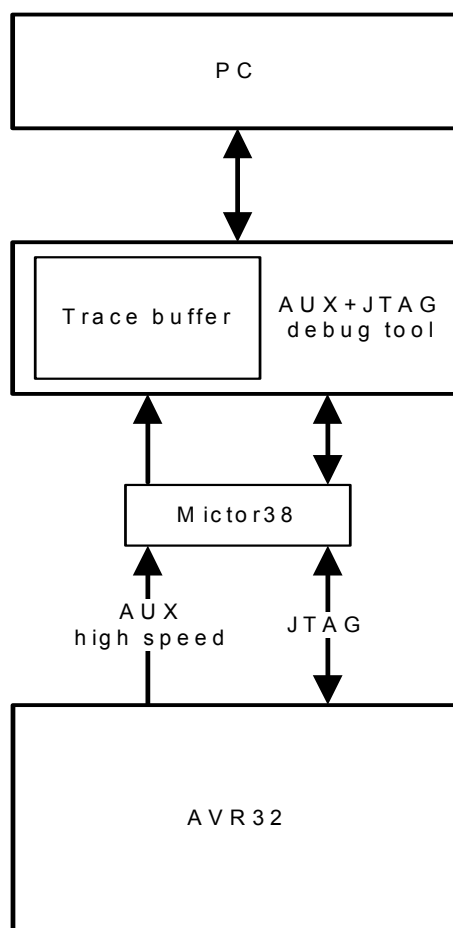 PC
Trace buffer
AUX+JTAG
debug tool
Mictor38
AUX
high speed
JTAG
AVR32